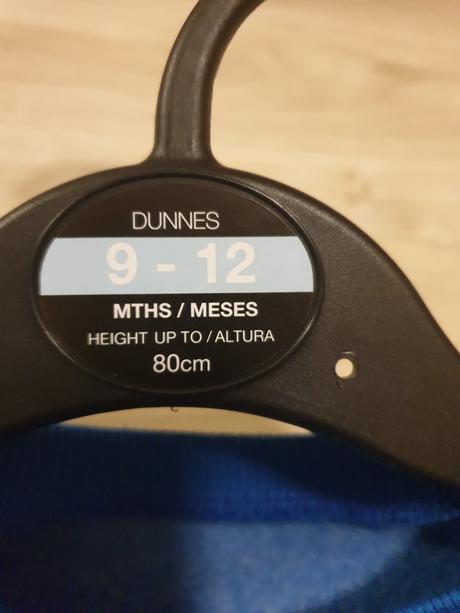 DUNNES
9 - 12
MTHS / MESES
HEIGHT UP TO / ALTURA
80cm